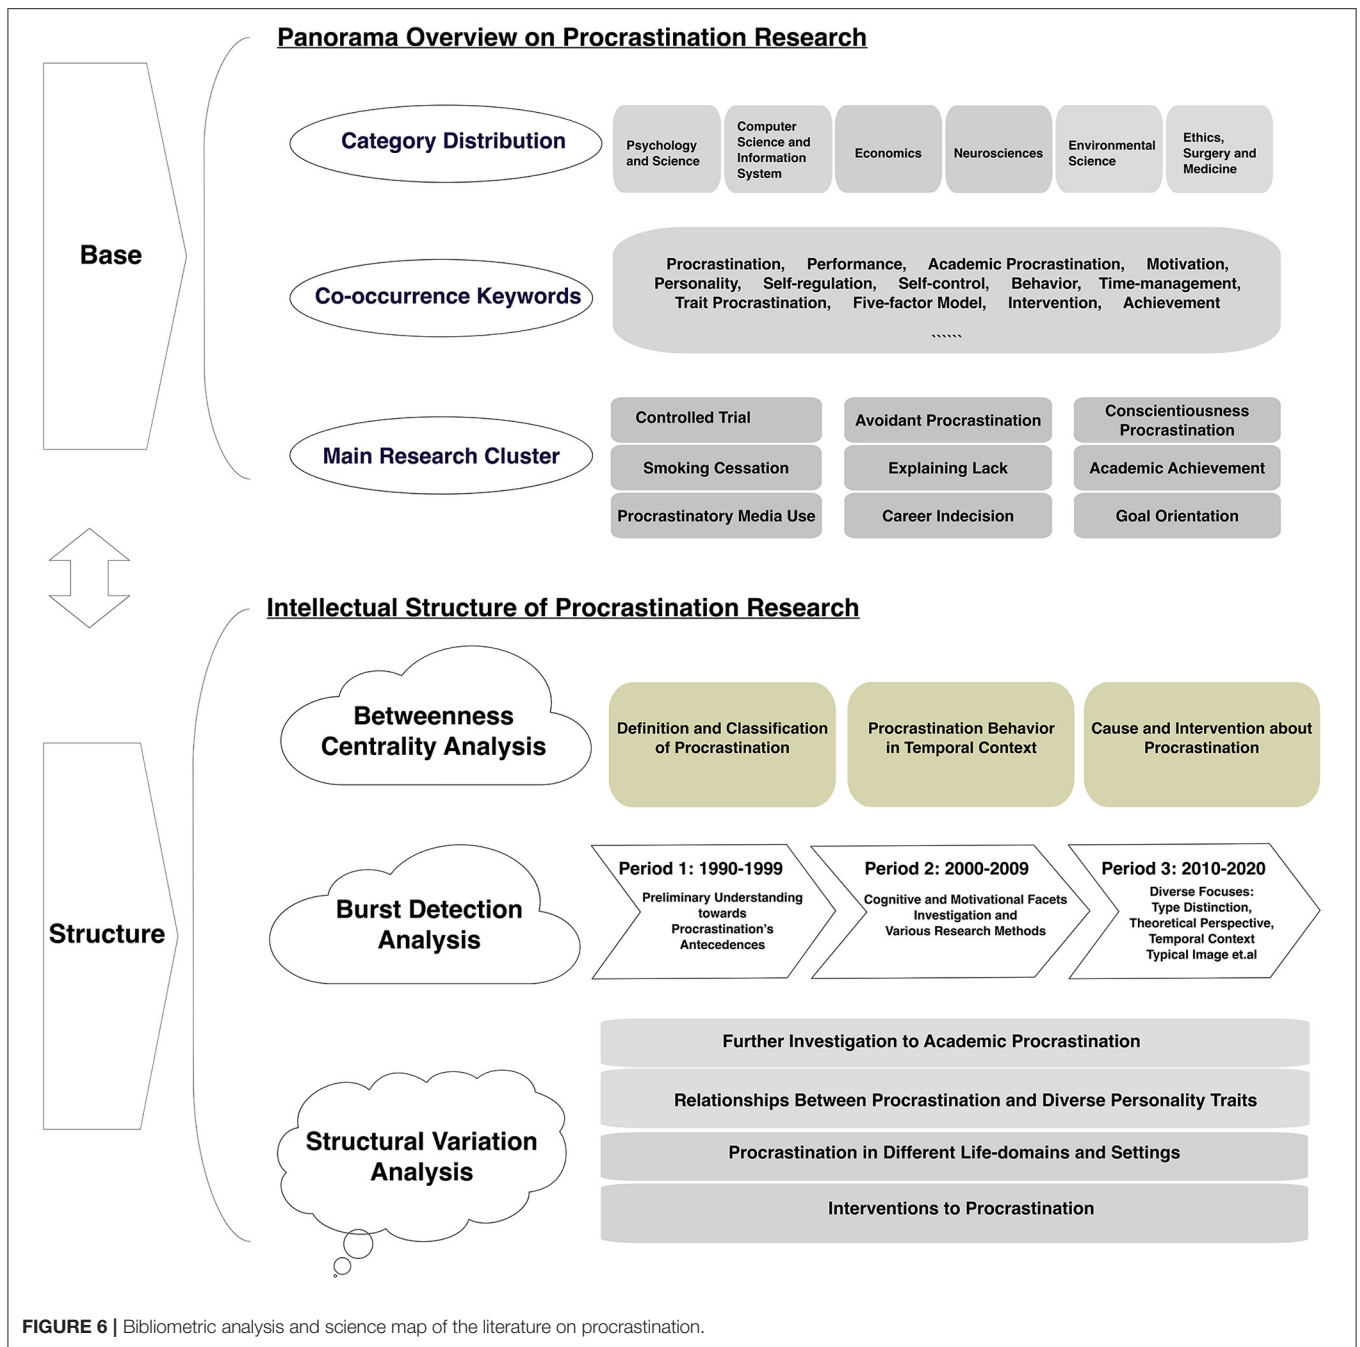 Panorama Overview on Procrastination Research
Base
Category Distribution
Psychology
and Science
Computer
Science and
Information
System
Economics
Neurosciences
Environmental
Science
Ethics,
Surgery and
Medicine
Co-occurrence Keywords
Procrastination, Performance, Academic Procrastination, Motivation,
Personality, Self-regulation, Self-control, Behavior, Time-management,
Trait Procrastination, Five-factor Model, Intervention, Achievement
``````
Main Research Cluster
Controlled Trial
Avoidant Procrastination
Conscientiousness
Procrastination
Smoking Cessation
Explaining Lack
Academic Achievement
Procrastinatory Media Use
Career Indecision
Goal Orientation
Intellectual Structure of Procrastination Research
Structure
Betweenness
Centrality Analysis
Definition and Classification
of Procrastination
Procrastination Behavior
in Temporal Context
Cause and Intervention about
Procrastination
Burst Detection
Analysis
Period 1: 1990-1999
Preliminary Understanding
towards
Procrastination's
Antecedences
Period 2: 2000-2009
Cognitive and Motivational Facets
Investigation and
Various Research Methods
Period 3: 2010-2020
Diverse Focuses:
Type Distinction,
Theoretical Perspective,
Temporal Context
Typical Image et.al
Structural Variation
Analysis
Further Investigation to Academic Procrastination
Relationships Between Procrastination and Diverse Personality Traits
Procrastination in Different Life-domains and Settings
Interventions to Procrastination
FIGURE 6 | Bibliometric analysis and science map of the literature on procrastination.